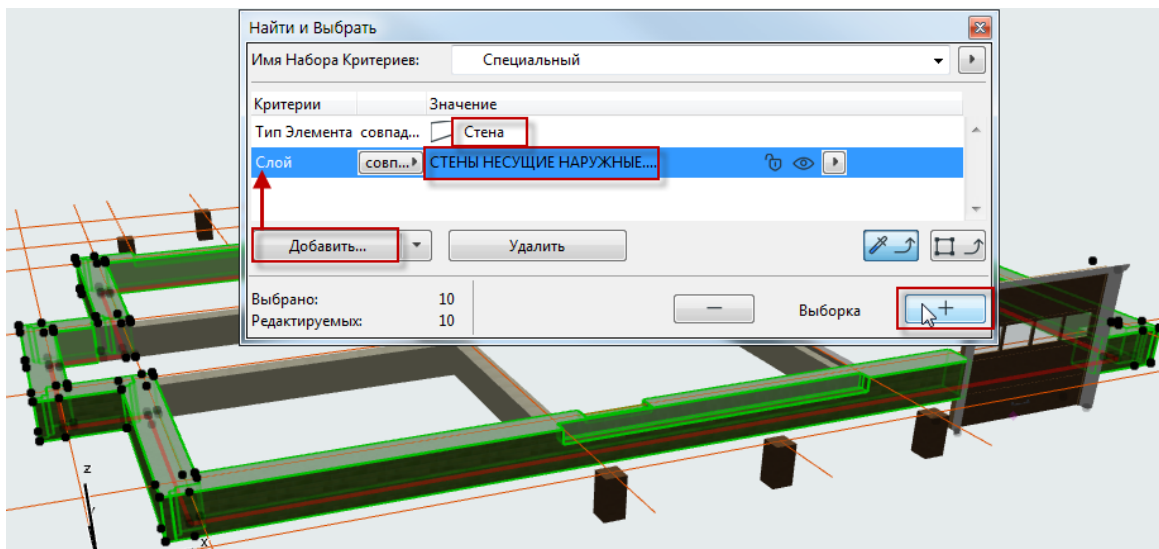 Найти и Выбрать
Имя Набора Критериев: Специальный
Критерии Значение
Тип Элемента совпад... Стена
Слой совп... СТЕНЫ НЕСУЩИЕ НАРУЖНЫЕ....
Добавить... Удалить
Выбрано: 10
Редактируемых: 10
— Выборка +
z
x